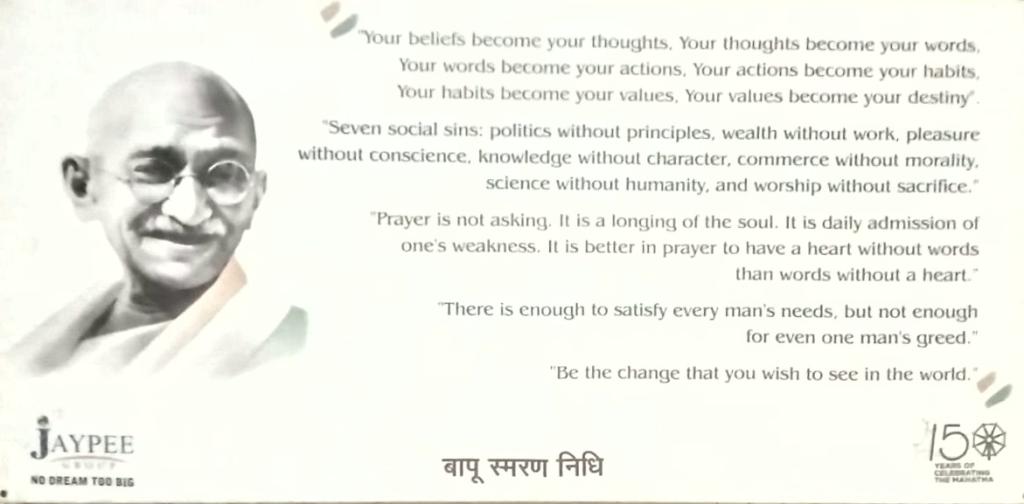 "Your beliefs become your thoughts, Your thoughts become your words,
Your words become your actions, Your actions become your habits,
Your habits become your values, Your values become your destiny".
"Seven social sins: politics without principles, wealth without work, pleasure
without conscience, knowledge without character, commerce without morality,
science without humanity, and worship without sacrifice."
"Prayer is not asking. It is a longing of the soul. It is daily admission of
one's weakness. It is better in prayer to have a heart without words
than words without a heart."
"There is enough to satisfy every man's needs, but not enough
for even one man's greed."
"Be the change that you wish to see in the world."
JAYPEE
GROUP
NO DREAM TOO BIG
बापू स्मरण निधि
150
YEARS OF
CELEBRATING
THE MAHATMA